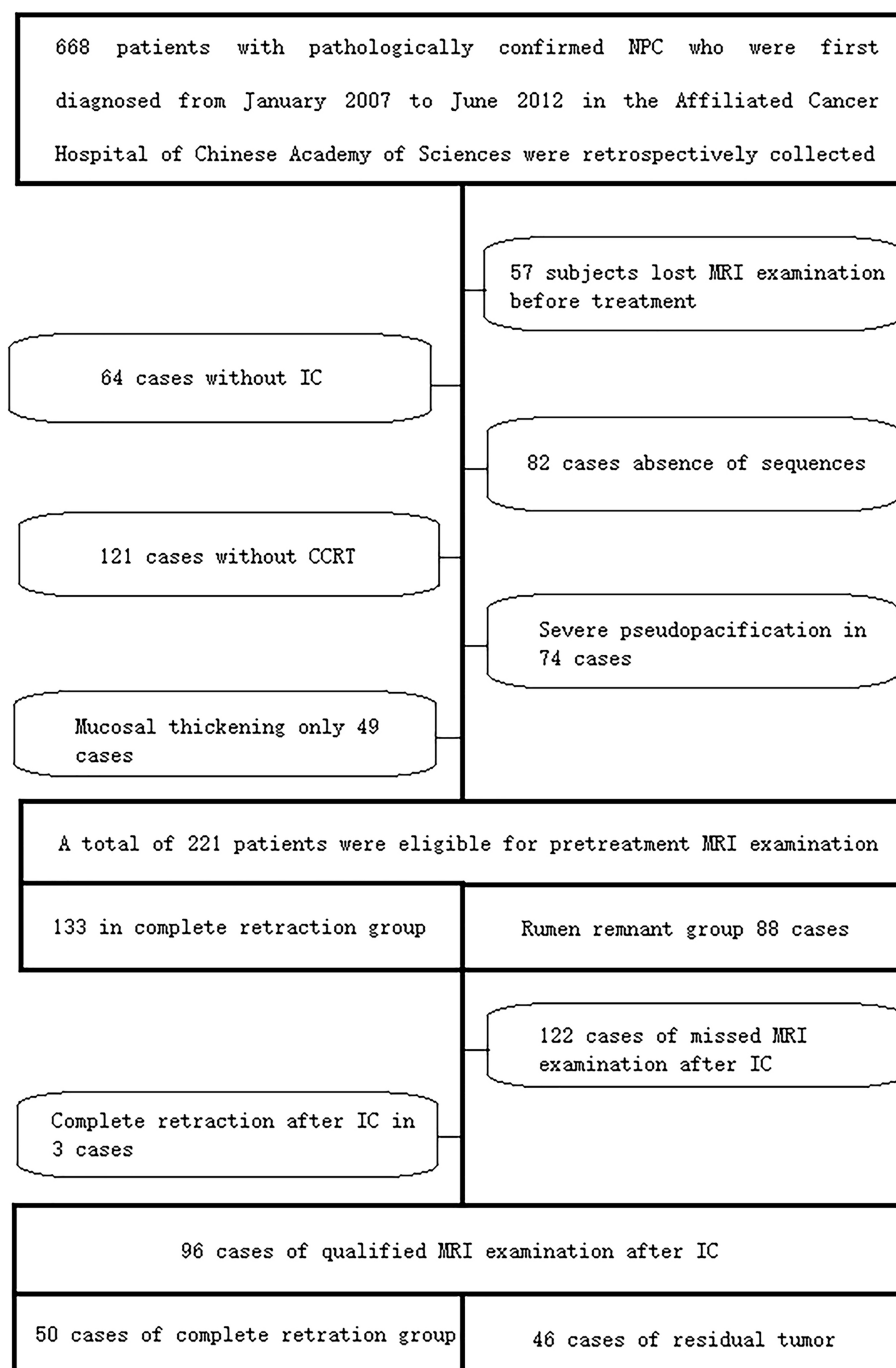 668 patients with pathologically confirmed NPC who were first
diagnosed from January 2007 to June 2012 in the Affiliated Cancer
Hospital of Chinese Academy of Sciences were retrospectively collected
57 subjects lost MRI examination
before treatment
64 cases without IC
82 cases absence of sequences
121 cases without CCRT
Severe pseudopacification in
74 cases
Mucosal thickening only 49
cases
A total of 221 patients were eligible for pretreatment MRI examination
133 in complete retraction group
Rumen remnant group 88 cases
122 cases of missed MRI
examination after IC
Complete retraction after IC in
3 cases
96 cases of qualified MRI examination after IC
50 cases of complete retration group
46 cases of residual tumor